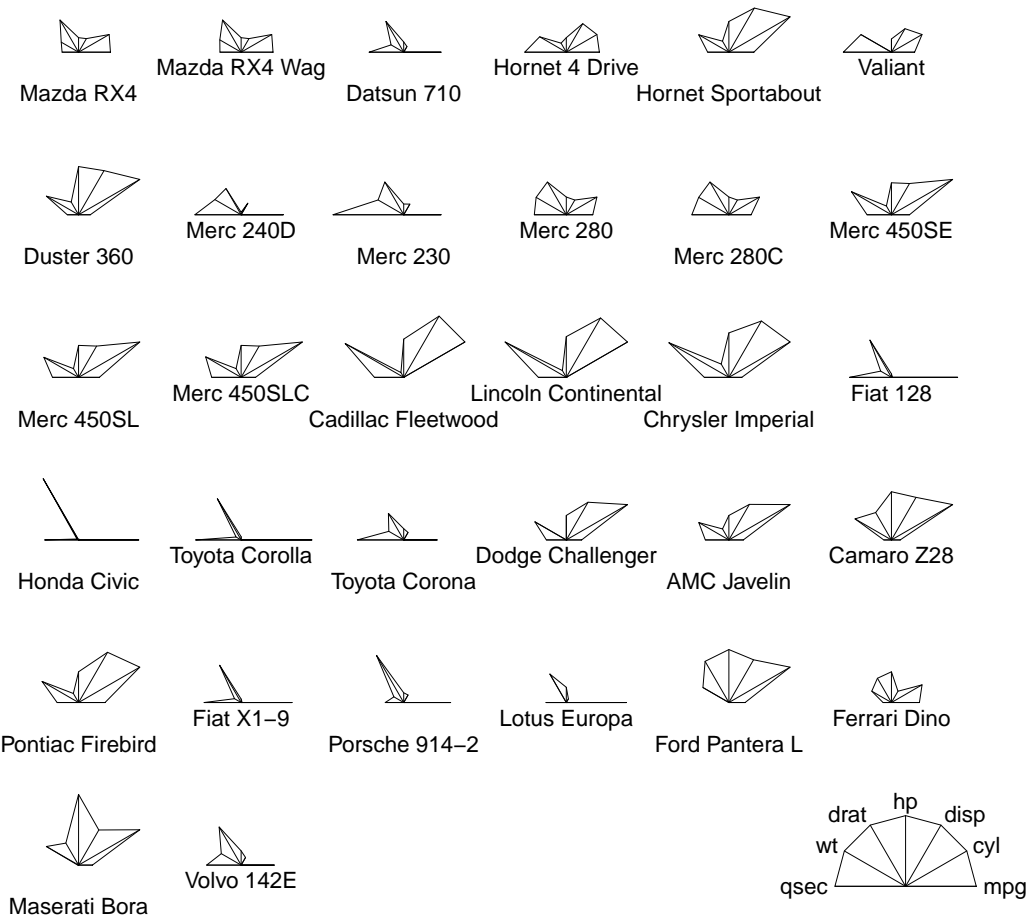 Mazda RX4
Mazda RX4 Wag
Datsun 710
Hornet 4 Drive
Hornet Sportabout
Valiant
Duster 360
Merc 240D
Merc 230
Merc 280
Merc 280C
Merc 450SE
Merc 450SL
Merc 450SLC
Cadillac Fleetwood
Lincoln Continental
Chrysler Imperial
Fiat 128
Honda Civic
Toyota Corolla
Toyota Corona
Dodge Challenger
AMC Javelin
Camaro Z28
Pontiac Firebird
Fiat X1−9
Porsche 914−2
Lotus Europa
Ford Pantera L
Ferrari Dino
Maserati Bora
Volvo 142E
mpg
cyl
disp
hp
drat
wt
qsec